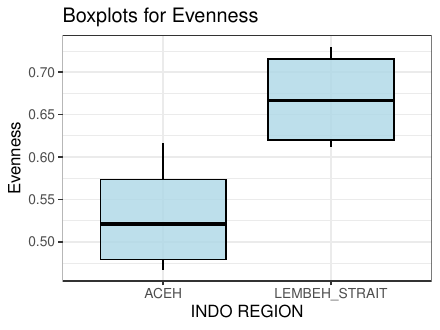 Boxplots for Evenness
Evenness
0.70
0.65
0.60
0.55
0.50
ACEH LEMBEH_STRAIT
INDO REGION